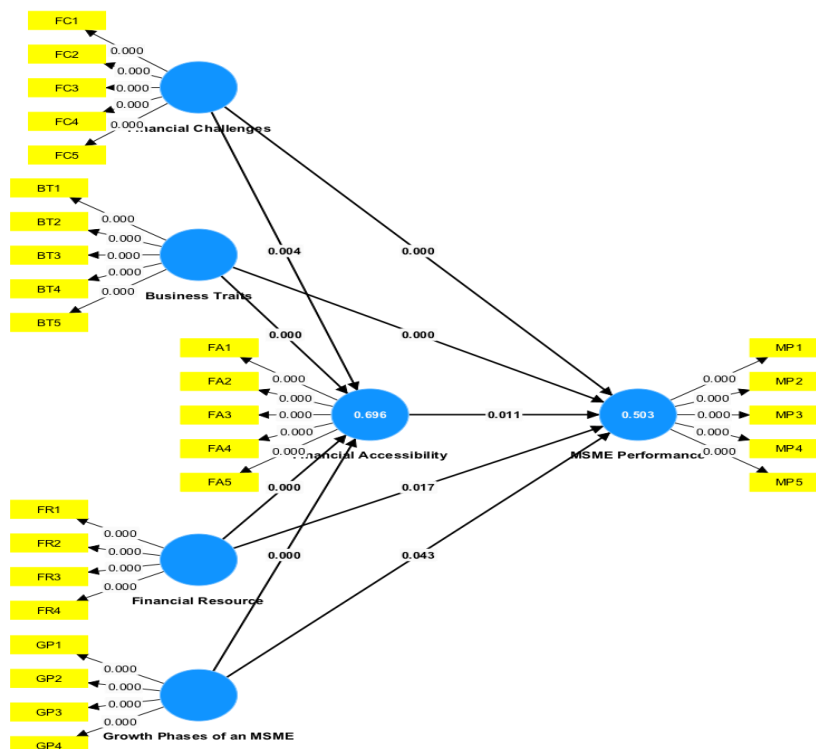 FC1
0.000
FC2
0.000
FC3
0.000
FC4
0.000
FC5
0.000
Financial Challenges
BT1
0.000
BT2
0.000
BT3
0.000
BT4
0.000
BT5
0.000
Business Traits
0.004
0.000
0.000
0.000
FA1
0.000
FA2
0.000
FA3
0.000
FA4
0.000
FA5
0.000
0.696
Financial Accessibility
0.011
0.503
MSME Performance
MP1
0.000
MP2
0.000
MP3
0.000
MP4
0.000
MP5
0.000
0.000
0.017
0.000
0.043
FR1
0.000
FR2
0.000
FR3
0.000
FR4
0.000
Financial Resource
GP1
0.000
GP2
0.000
GP3
0.000
GP4
0.000
Growth Phases of an MSME